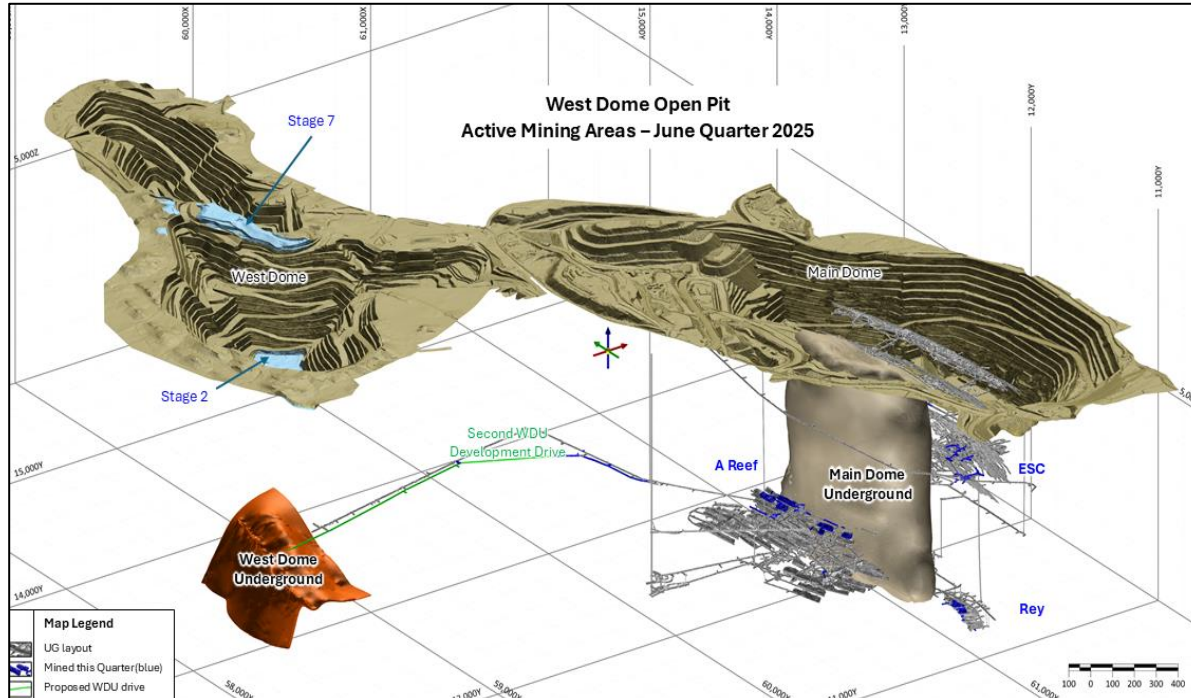 60,000X
61,000X
15,000Y
14,000Y
13,000Y
12,000Y
11,000Y
West Dome Open Pit
Active Mining Areas – June Quarter 2025
Stage 7
5,000Z
West Dome
Main Dome
Stage 2
Second WDU
Development Drive
A Reef
ESC
Main Dome
Underground
15,000Y
West Dome
Underground
14,000Y
Rey
Map Legend
UG layout
Mined this Quarter(blue)
Proposed WDU drive
58,000X
59,000X
60,000X
61,000X
100 0 100 200 300 400